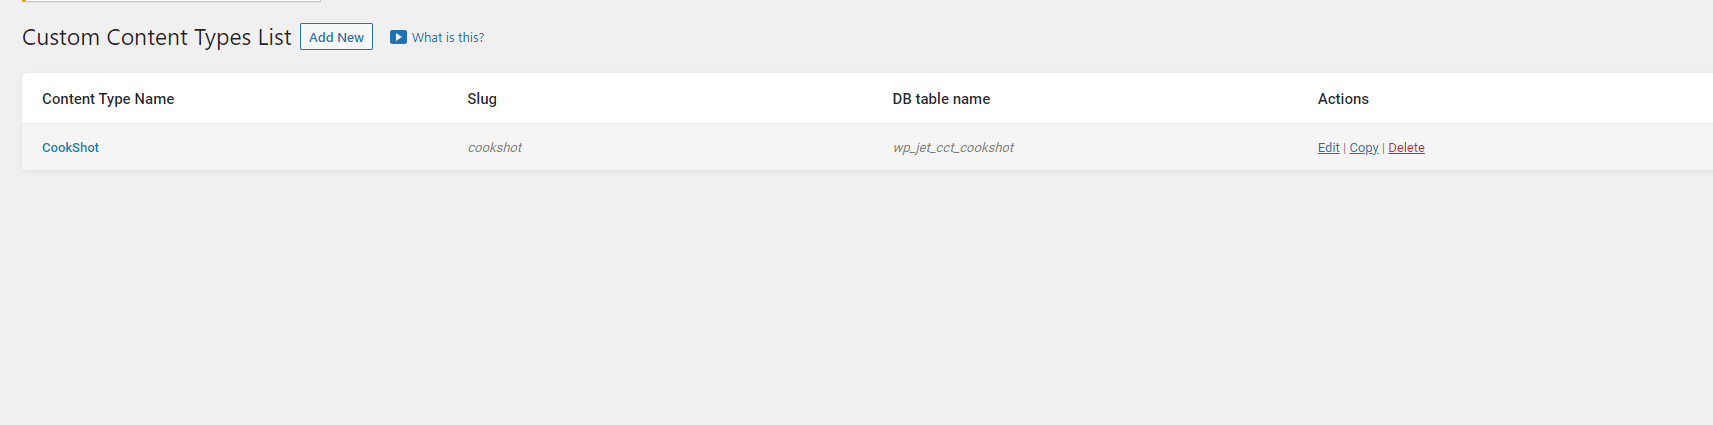 Custom Content Types List Add New What is this?
Content Type Name Slug DB table name Actions
CookShot cookshot wp_jet_cct_cookshot Edit | Copy | Delete